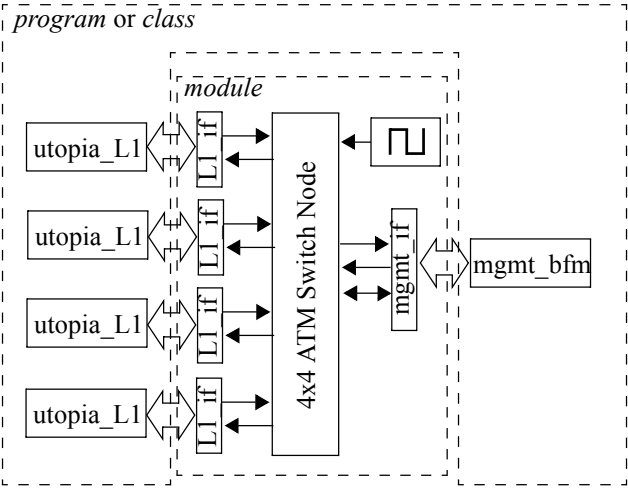 program or class
module
utopia_L1
L1_if
utopia_L1
L1_if
utopia_L1
L1_if
utopia_L1
L1_if
4x4 ATM Switch Node
mgmt_if
mgmt_bfm